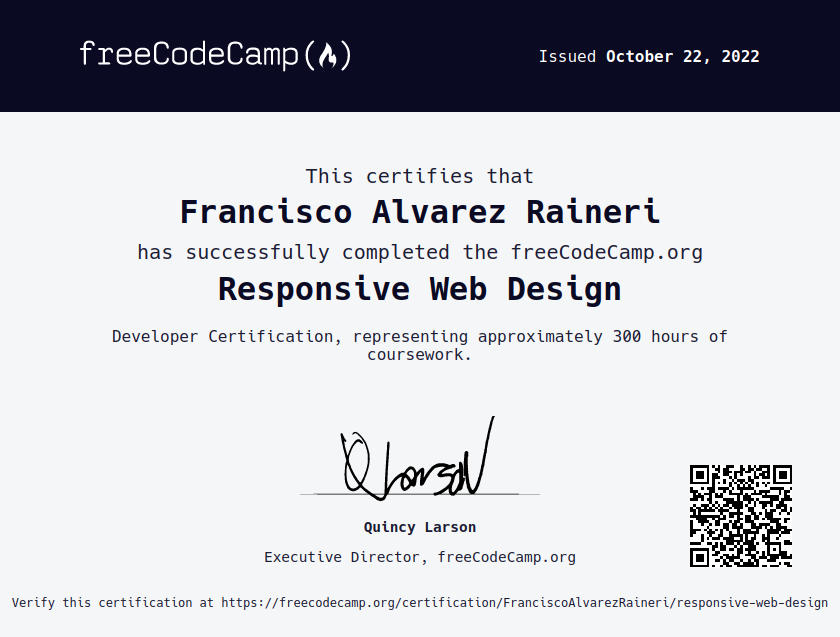 freeCodeCamp(🔥)
Issued October 22, 2022
This certifies that
Francisco Alvarez Raineri
has successfully completed the freeCodeCamp.org
Responsive Web Design
Developer Certification, representing approximately 300 hours of
coursework.
Q Larson
Quincy Larson
Executive Director, freeCodeCamp.org
Verify this certification at https://freecodecamp.org/certification/FranciscoAlvarezRaineri/responsive-web-design